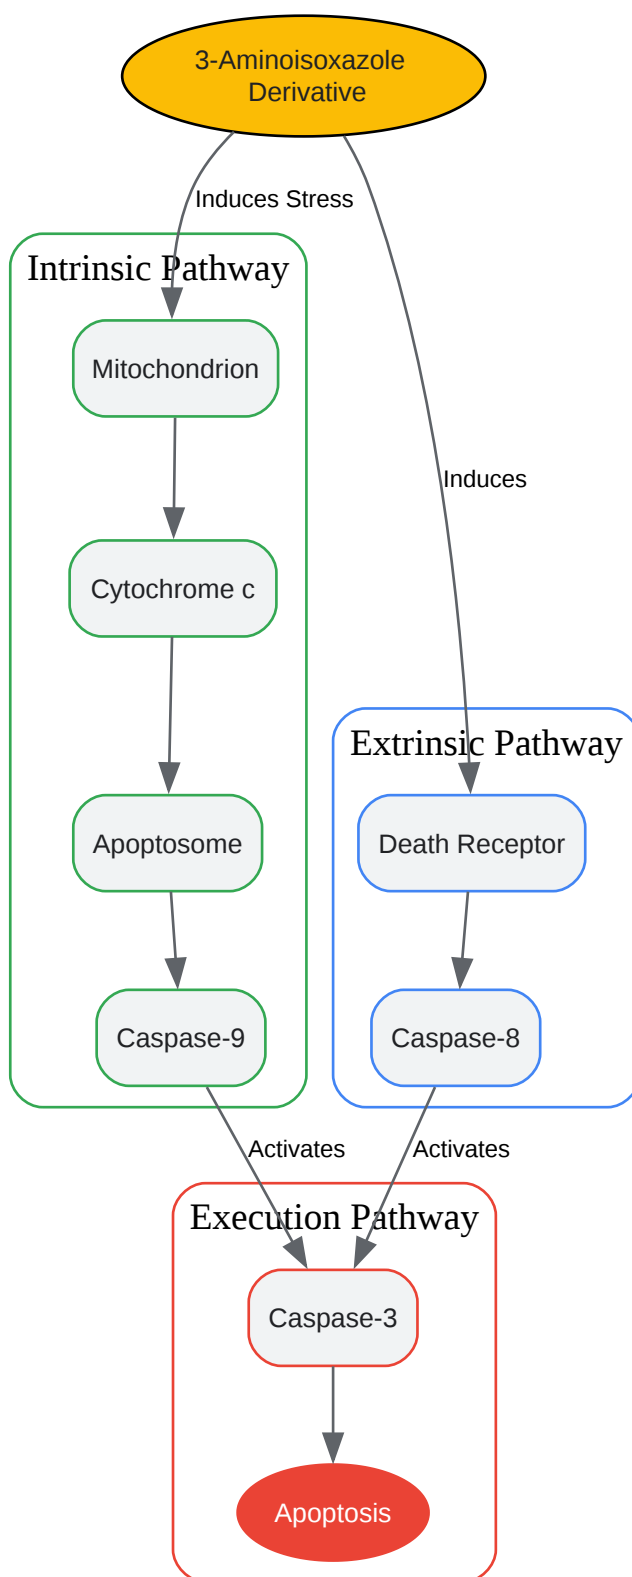 3-Aminoisoxazole
Derivative
Induces Stress
Intrinsic Pathway
Mitochondrion
Induces
Cytochrome c
Extrinsic Pathway
Apoptosome
Death Receptor
Caspase-9
Caspase-8
Activates
Activates
Execution Pathway
Caspase-3
Apoptosis